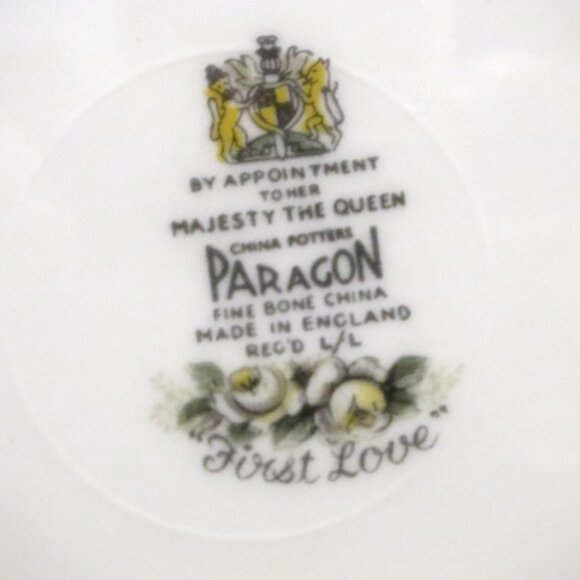 BY APPOINTMENT
TO HER
MAJESTY THE QUEEN
CHINA POTTERS
PARAGON
FINE BONE CHINA
MADE IN ENGLAND
REG'D L/L
"First Love"